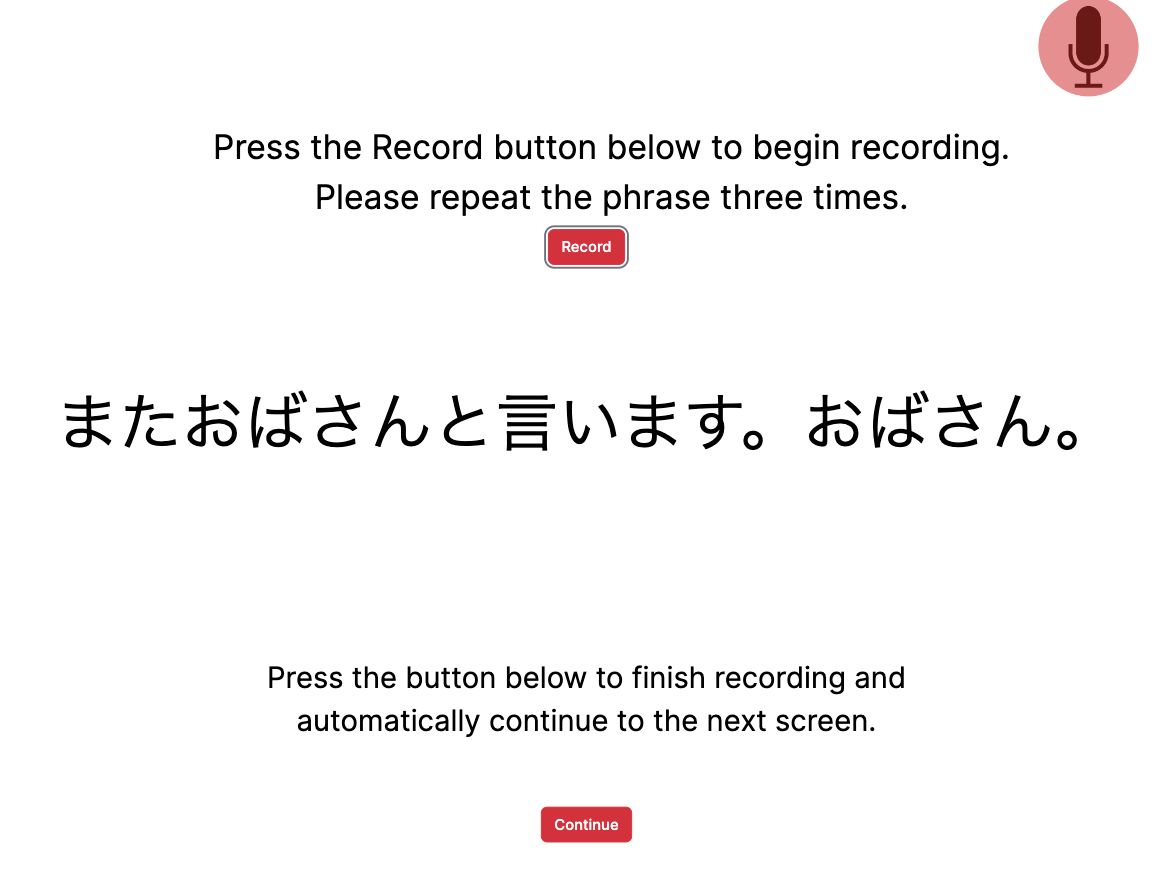 Press the Record button below to begin recording.
Please repeat the phrase three times.
Record
またおばさんと言います。おばさん。
Press the button below to finish recording and
automatically continue to the next screen.
Continue